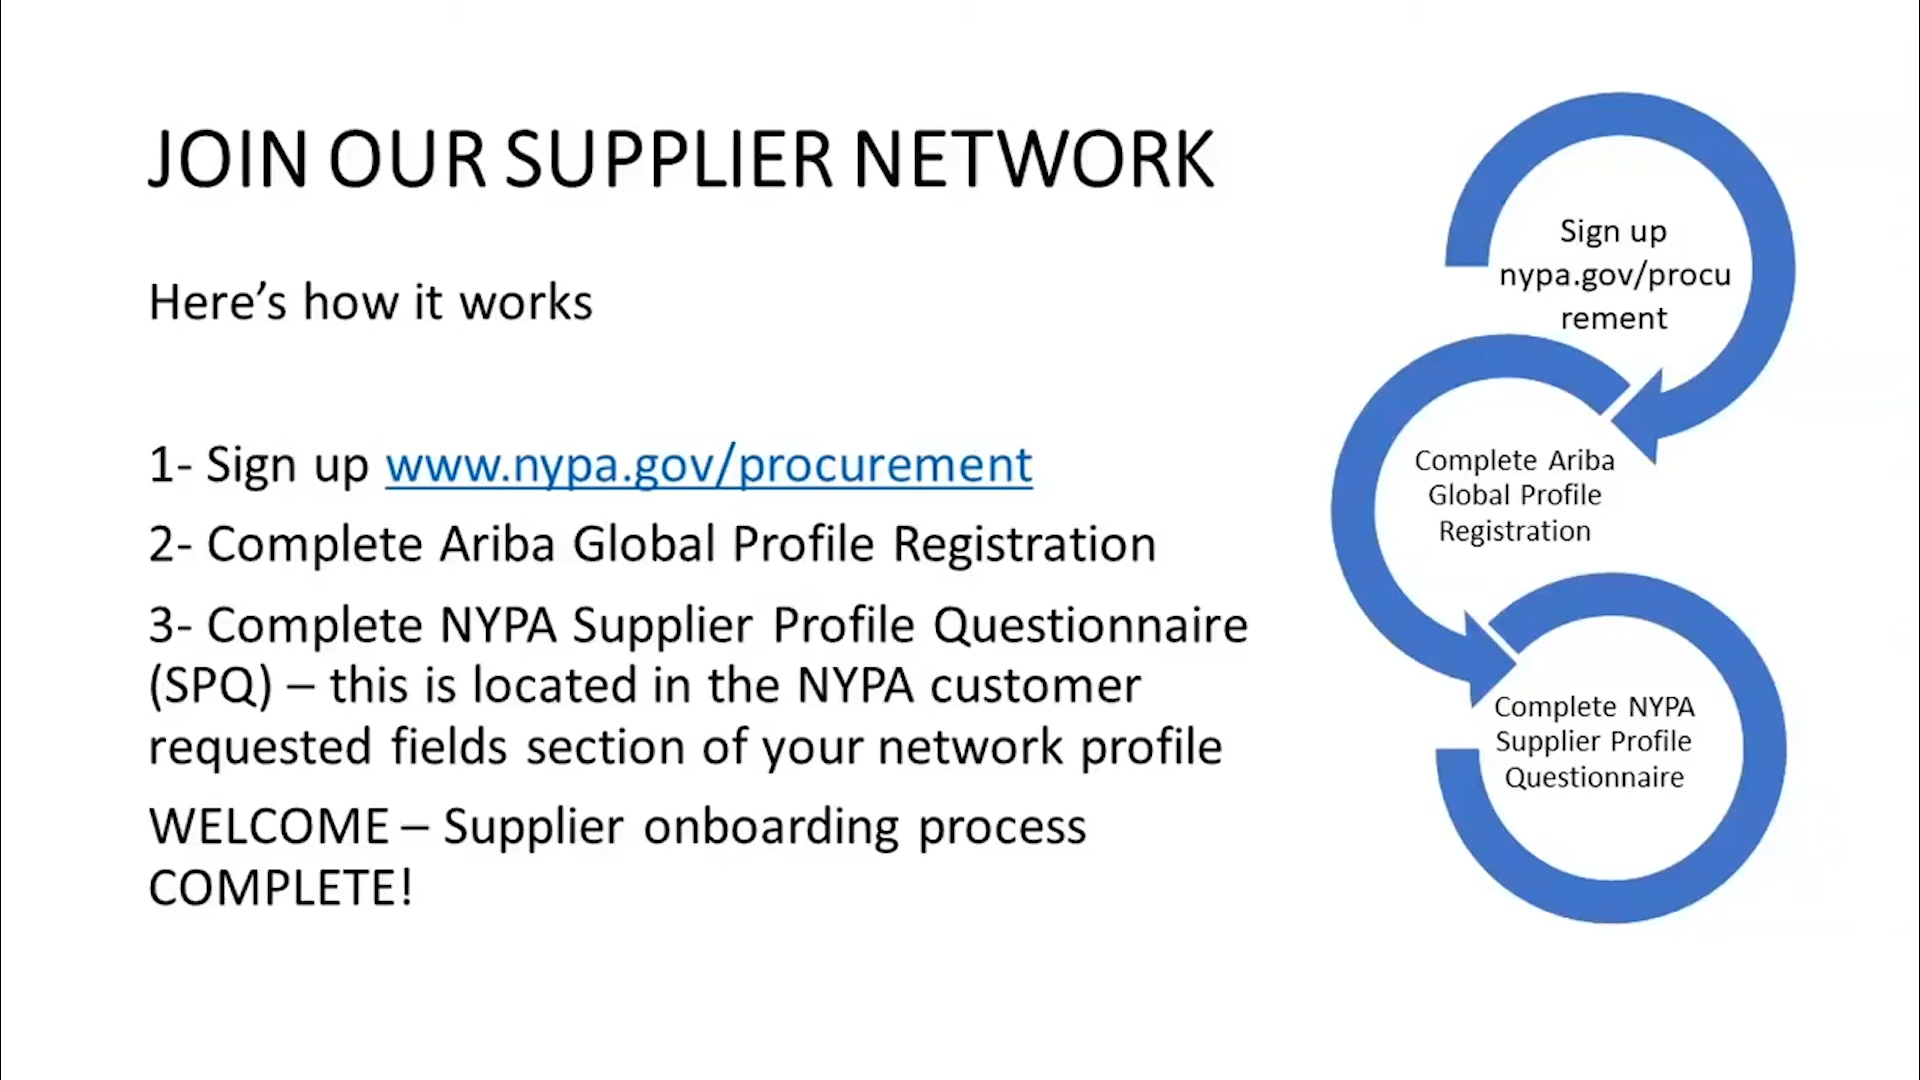 JOIN OUR SUPPLIER NETWORK
Here’s how it works
1- Sign up www.nypa.gov/procurement
2- Complete Ariba Global Profile Registration
3- Complete NYPA Supplier Profile Questionnaire
(SPQ) – this is located in the NYPA customer
requested fields section of your network profile
WELCOME – Supplier onboarding process
COMPLETE!
Sign up
nypa.gov/procu
rement
Complete Ariba
Global Profile
Registration
Complete NYPA
Supplier Profile
Questionnaire